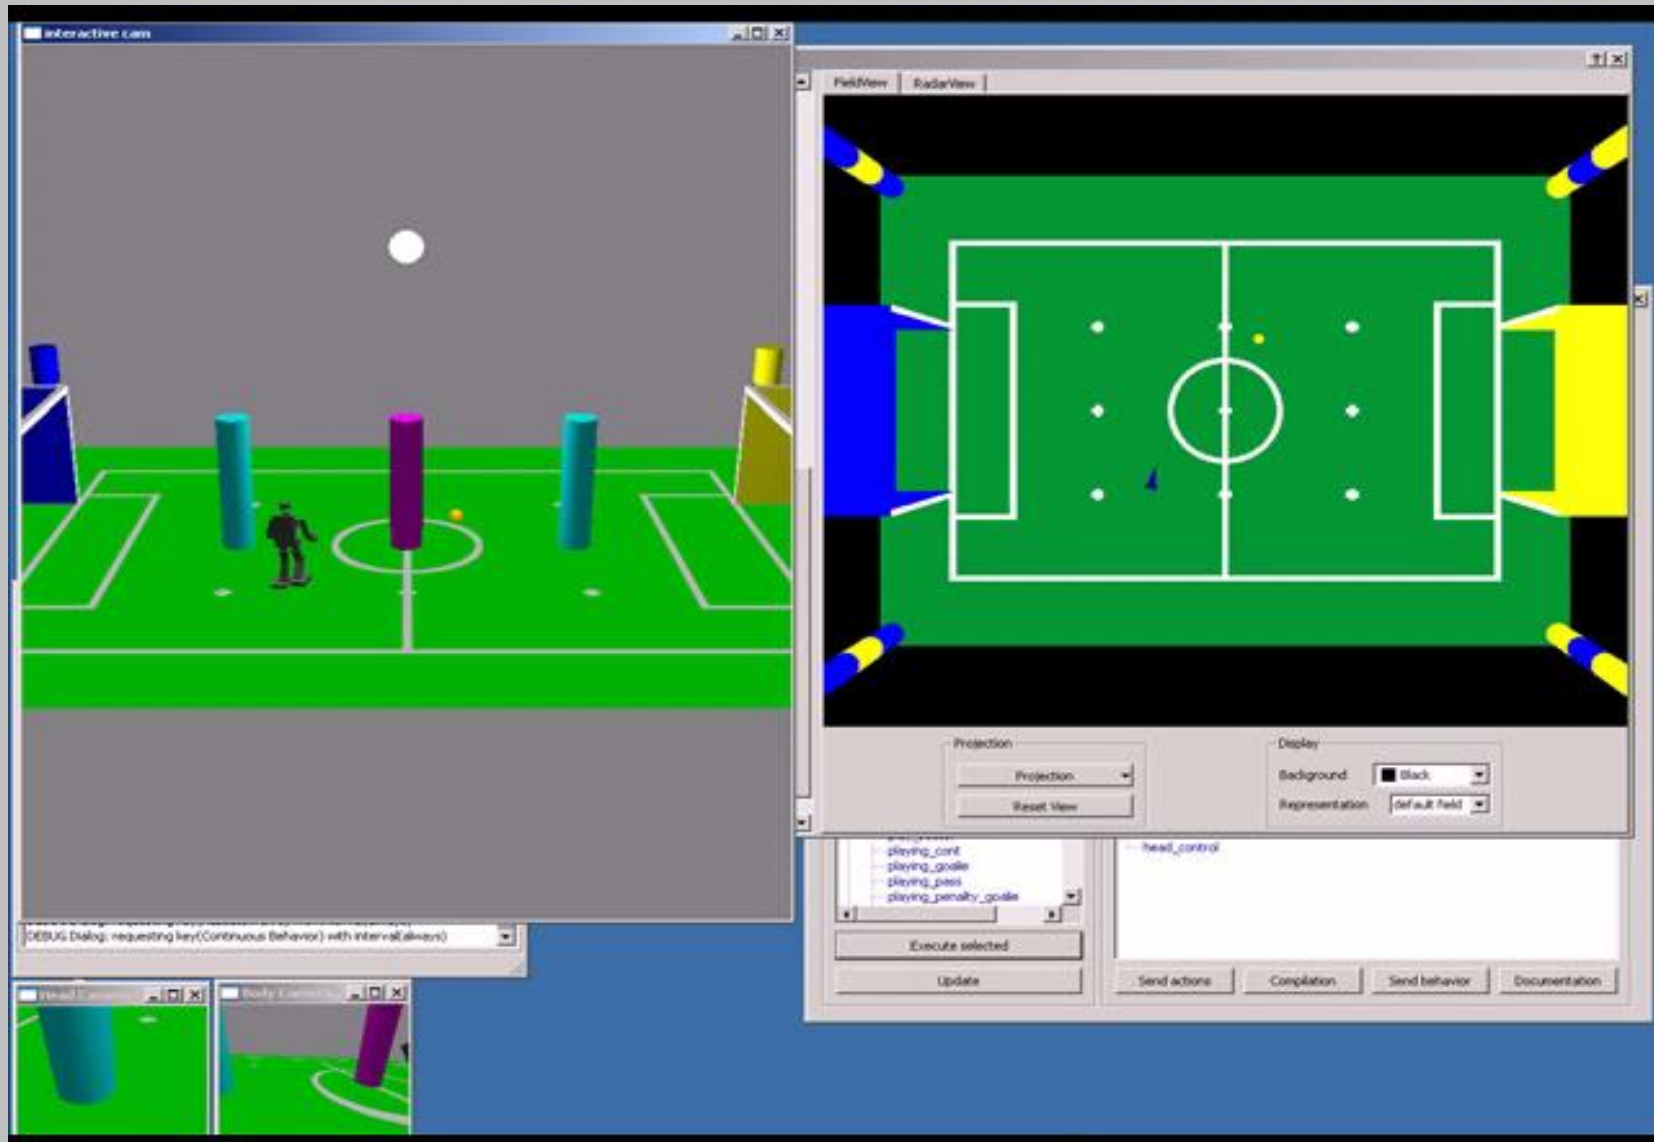 interactive cam
FieldView
RadarView
Projection
Projection
Reset View
Display
Background
Black
Representation
default field
playing_cont
playing_goalie
playing_pass
playing_penalty_goalie
Execute selected
Update
head_control
Send actions
Compilation
Send behavior
Documentation
DEBUG Dialog: requesting key(Continuous Behavior) with interval(always)